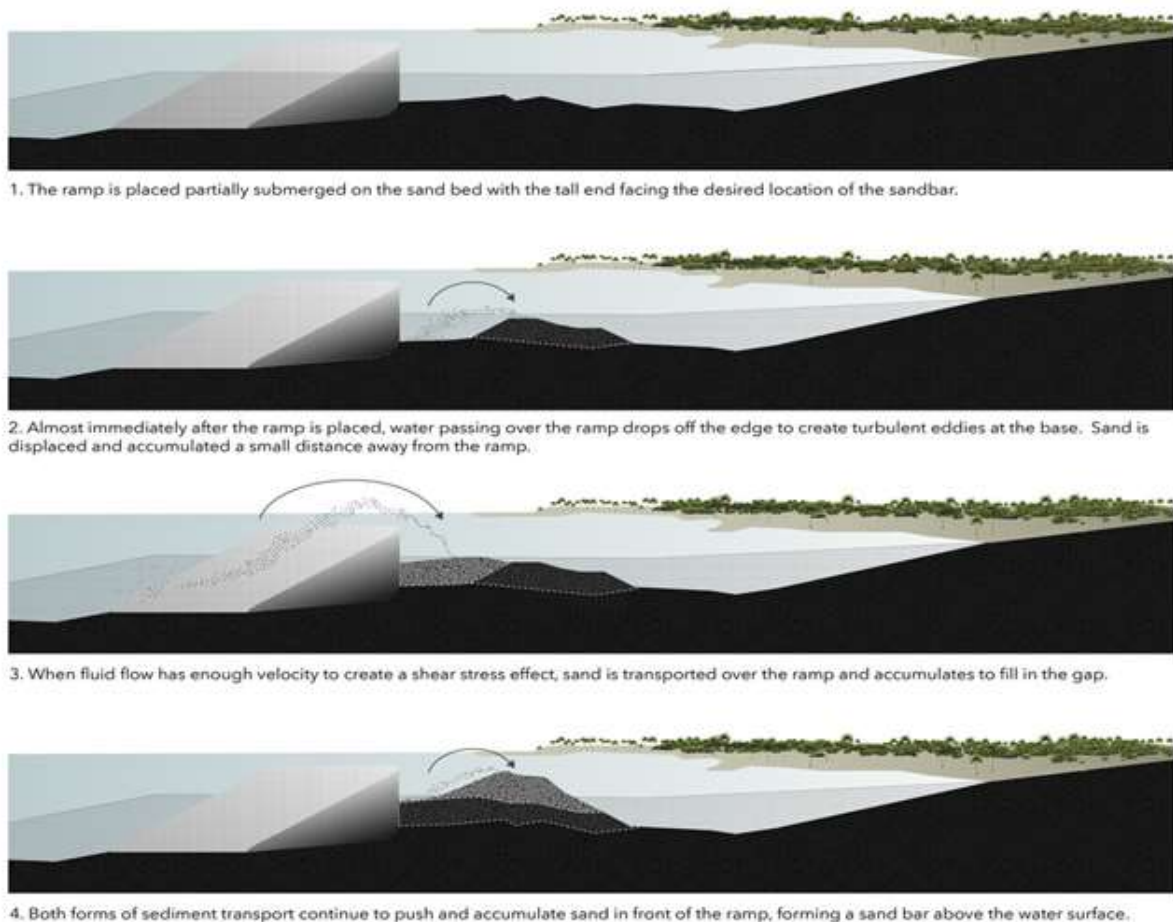 1. The ramp is placed partially submerged on the sand bed with the tall end facing the desired location of the sandbar.
2. Almost immediately after the ramp is placed, water passing over the ramp drops off the edge to create turbulent eddies at the base.  Sand is
displaced and accumulated a small distance away from the ramp.
3. When fluid flow has enough velocity to create a shear stress effect, sand is transported over the ramp and accumulates to fill in the gap.
4. Both forms of sediment transport continue to push and accumulate sand in front of the ramp, forming a sand bar above the water surface.